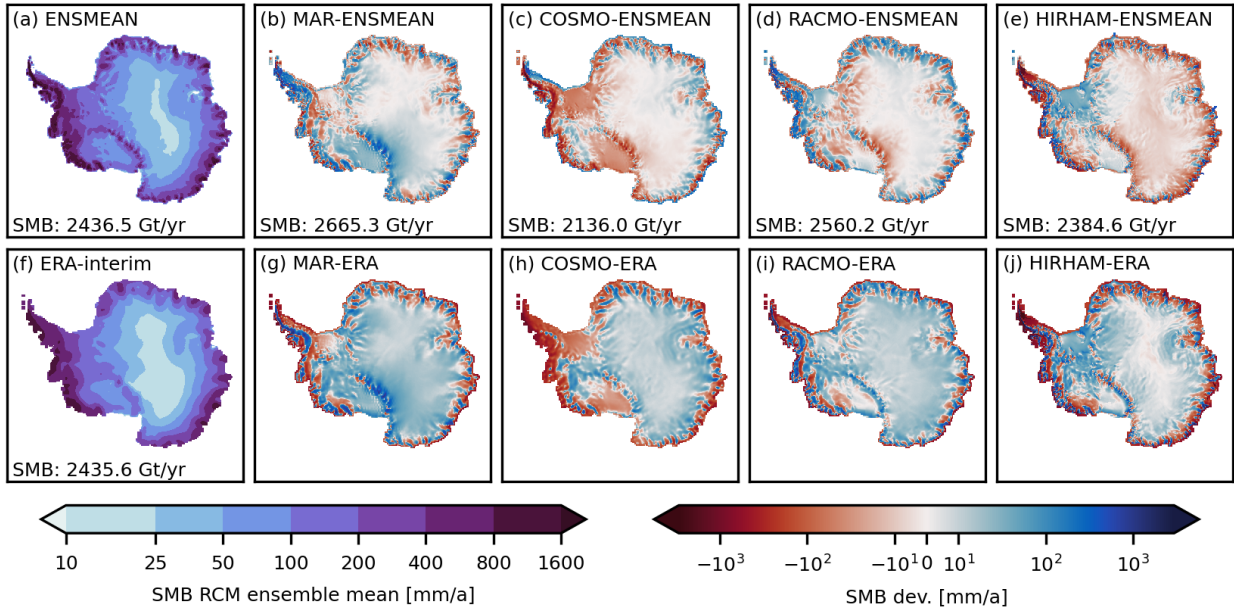 (a) ENSMEAN
(b) MAR-ENSMEAN
(c) COSMO-ENSMEAN
(d) RACMO-ENSMEAN
(e) HIRHAM-ENSMEAN
SMB: 2436.5 Gt/yr
SMB: 2665.3 Gt/yr
SMB: 2136.0 Gt/yr
SMB: 2560.2 Gt/yr
SMB: 2384.6 Gt/yr
(f) ERA-interim
(g) MAR-ERA
(h) COSMO-ERA
(i) RACMO-ERA
(j) HIRHAM-ERA
SMB: 2435.6 Gt/yr
10 25 50 100 200 400 800 1600
SMB RCM ensemble mean [mm/a]
−10³ −10² −10¹ 0 10¹ 10² 10³
SMB dev. [mm/a]